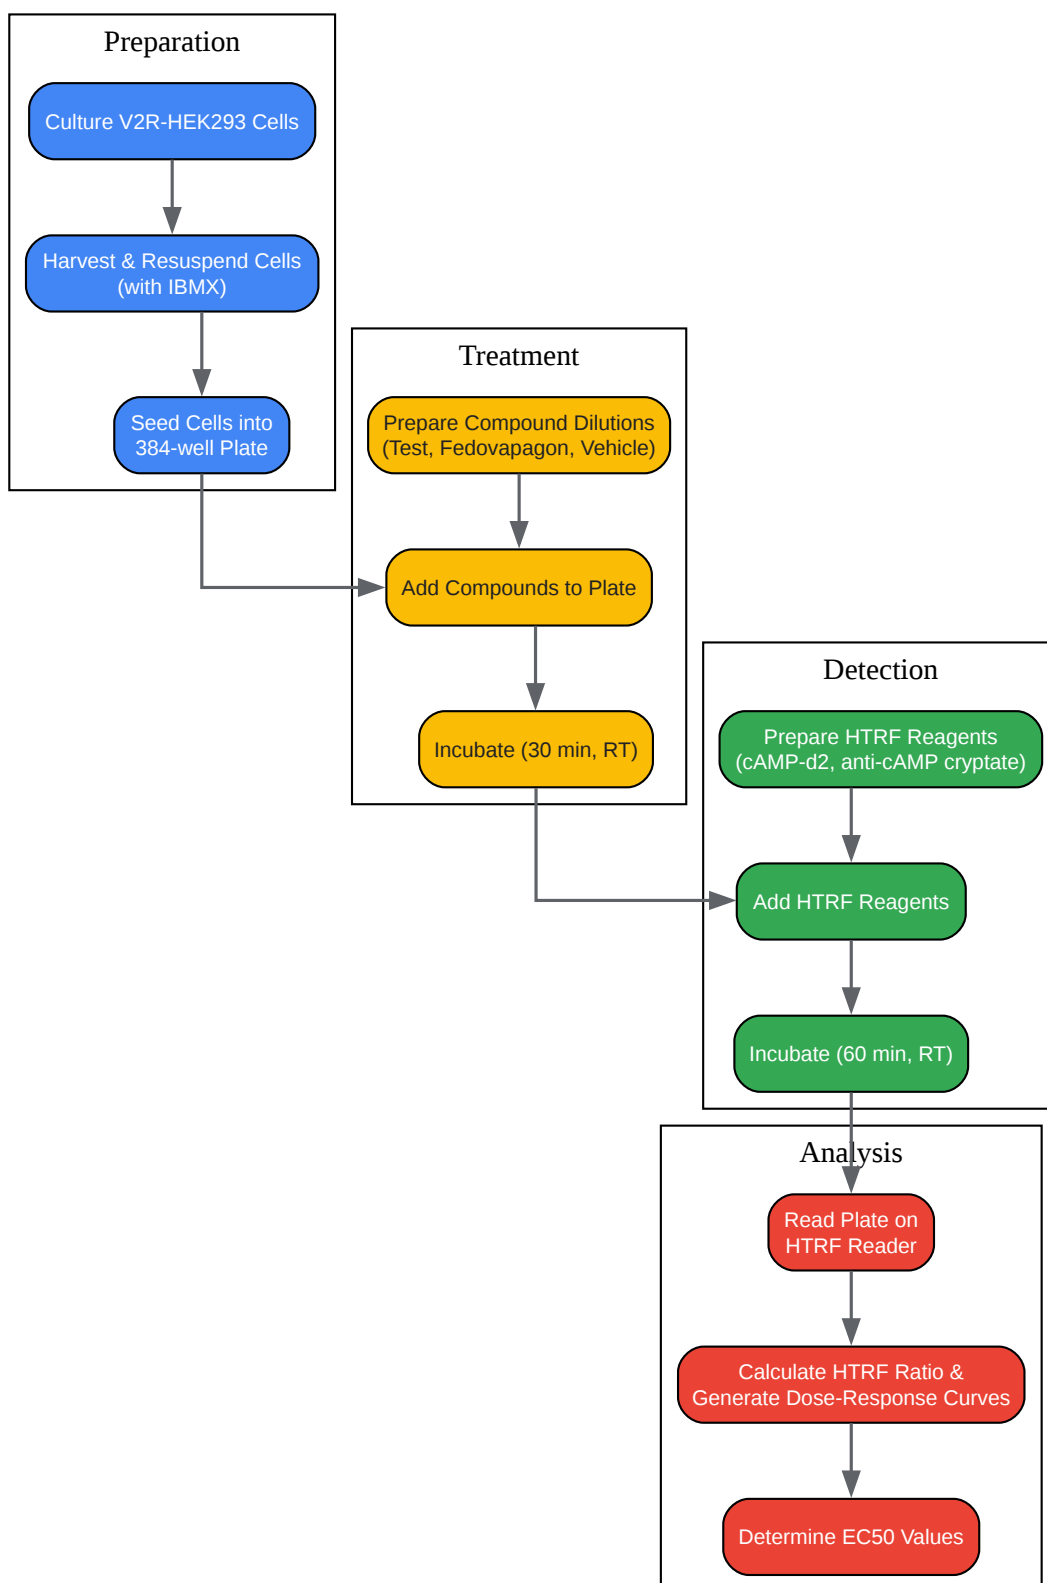 Preparation
Culture V2R-HEK293 Cells
Harvest & Resuspend Cells
(with IBMX)
Seed Cells into
384-well Plate
Treatment
Prepare Compound Dilutions
(Test, Fedovapagon, Vehicle)
Add Compounds to Plate
Incubate (30 min, RT)
Detection
Prepare HTRF Reagents
(cAMP-d2, anti-cAMP cryptate)
Add HTRF Reagents
Incubate (60 min, RT)
Analysis
Read Plate on
HTRF Reader
Calculate HTRF Ratio &
Generate Dose-Response Curves
Determine EC50 Values